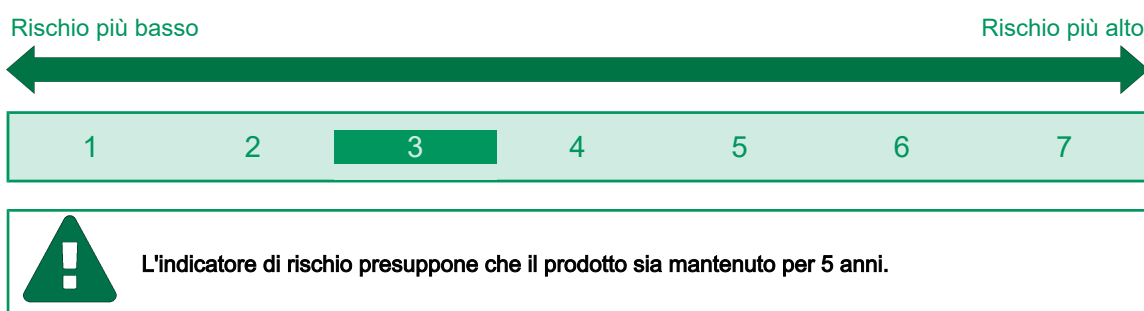 Rischio più basso Rischio più alto
1 2 3 4 5 6 7
L'indicatore di rischio presuppone che il prodotto sia mantenuto per 5 anni.